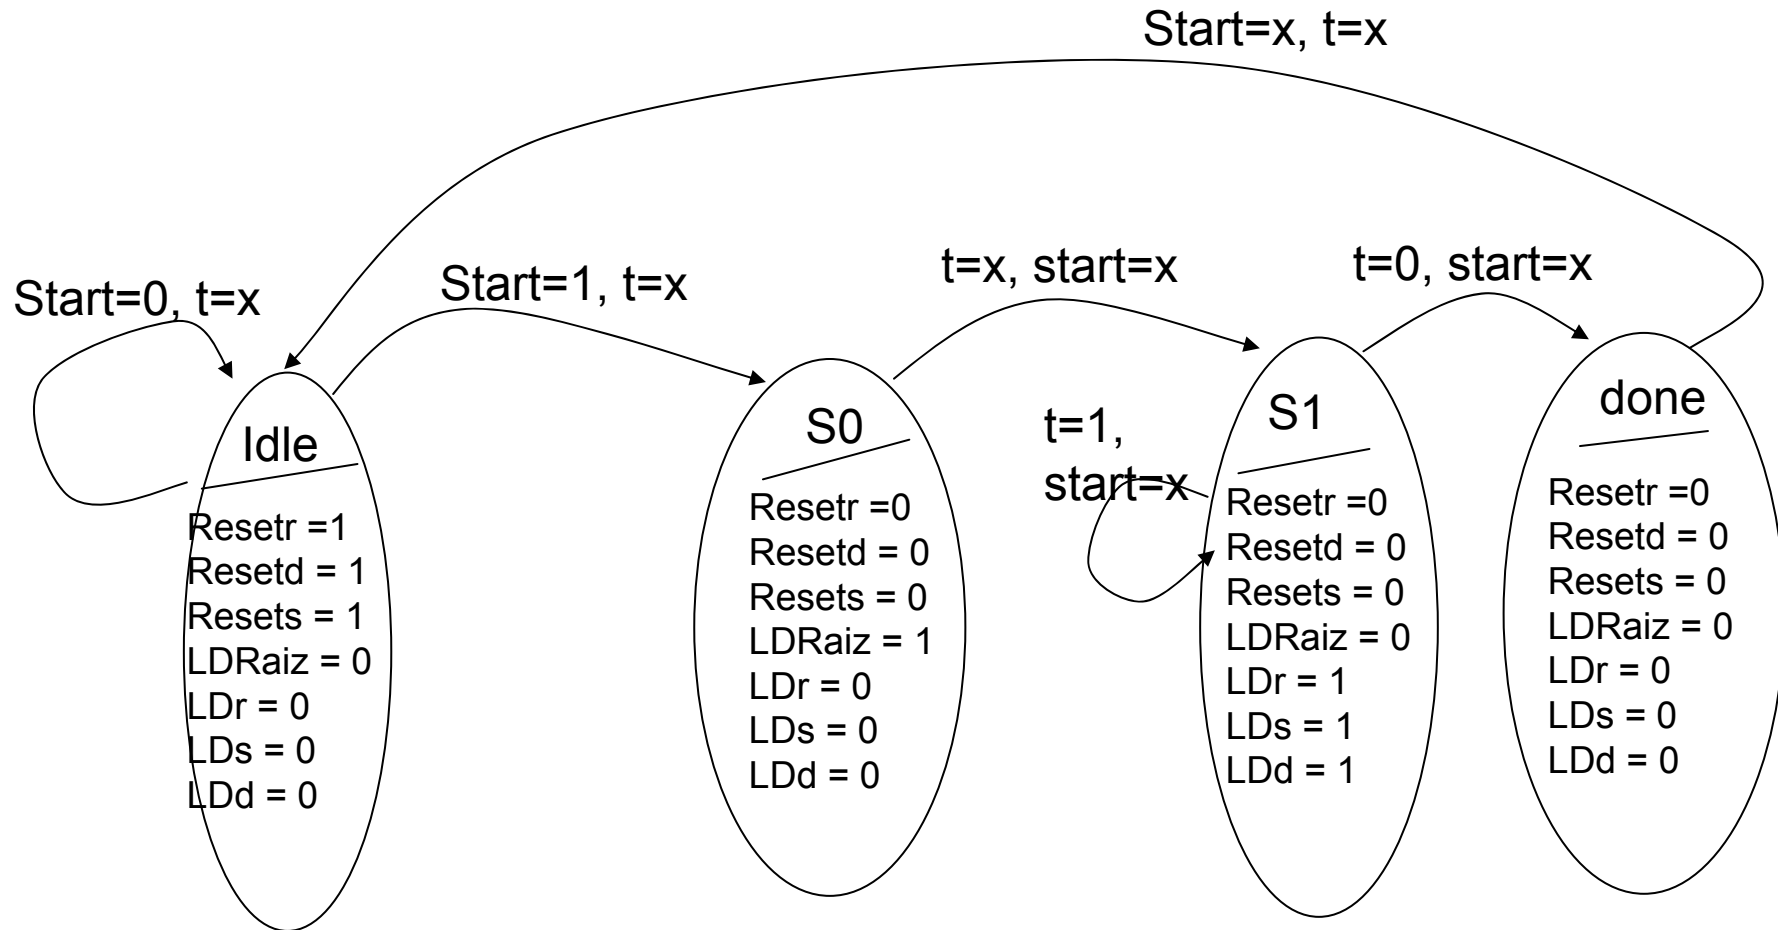 Start=x, t=x
Start=0, t=x
Start=1, t=x
t=x, start=x
t=0, start=x
Idle
Resetr =1
Resetd = 1
Resets = 1
LDRaiz = 0
LDr = 0
LDs = 0
LDd = 0
S0
Resetr =0
Resetd = 0
Resets = 0
LDRaiz = 1
LDr = 0
LDs = 0
LDd = 0
t=1,
start=x
S1
Resetr =0
Resetd = 0
Resets = 0
LDRaiz = 0
LDr = 1
LDs = 1
LDd = 1
done
Resetr =0
Resetd = 0
Resets = 0
LDRaiz = 0
LDr = 0
LDs = 0
LDd = 0